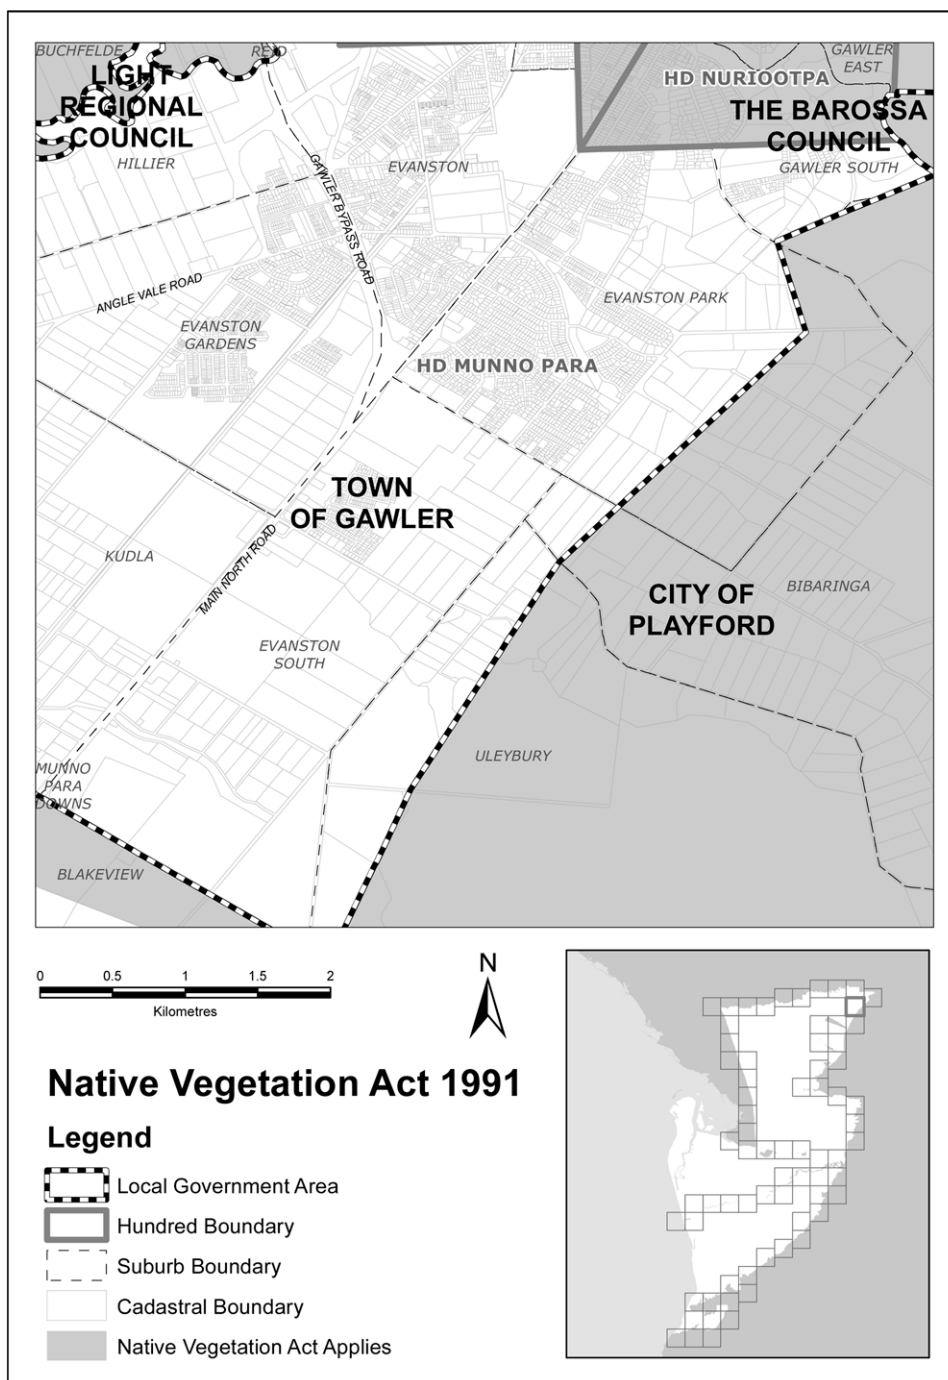 BUCHFELDE
REID
GAWLER
EAST
LIGHT
REGIONAL
COUNCIL
HD NURIOOTPA
THE BAROSSA
COUNCIL
HILLIER
EVANSTON
GAWLER SOUTH
GAWLER BYPASS ROAD
ANGLE VALE ROAD
EVANSTON PARK
EVANSTON
GARDENS
HD MUNNO PARA
TOWN
OF GAWLER
KUDLA
MAIN NORTH ROAD
CITY OF
PLAYFORD
BIBARINGA
EVANSTON
SOUTH
ULEYBURY
MUNNO
PARA
DOWNS
BLAKEVIEW
0 0.5 1 1.5 2
Kilometres
N
Native Vegetation Act 1991
Legend
Local Government Area
Hundred Boundary
Suburb Boundary
Cadastral Boundary
Native Vegetation Act Applies